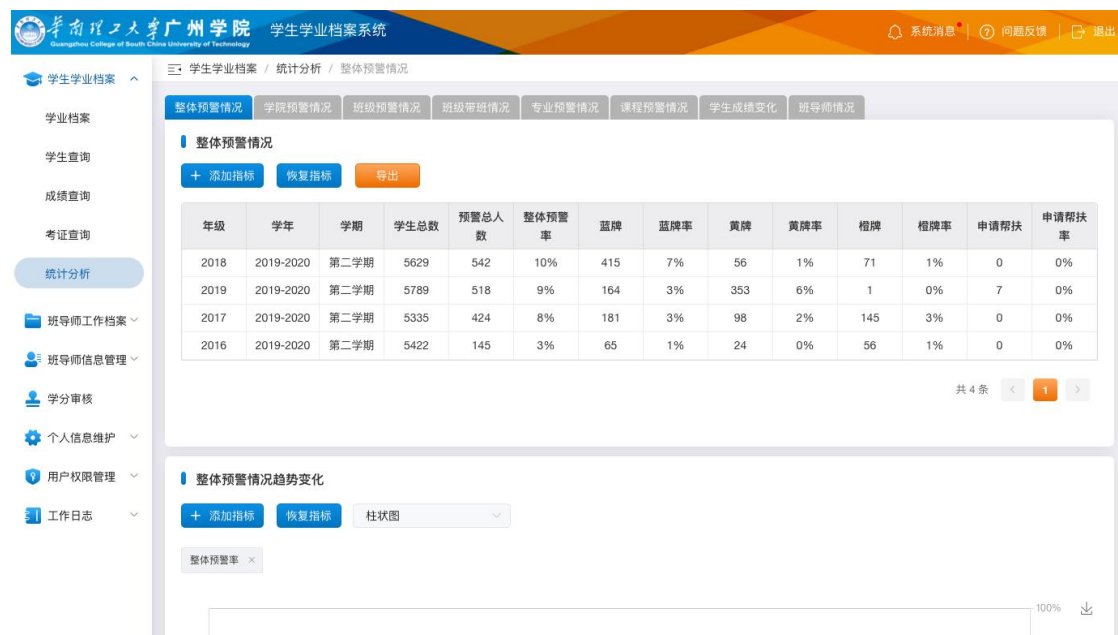 華南理工大學广州学院 学生学业档案系统 系统消息 问题反馈 退出
Guangzhou College of South China University of Technology
学生学业档案 / 统计分析 / 整体预警情况
学生学业档案
学业档案
学生查询
成绩查询
考证查询
统计分析
班导师工作档案
班导师信息管理
学分审核
个人信息维护
用户权限管理
工作日志
整体预警情况 学院预警情况 班级预警情况 班级带班情况 专业预警情况 课程预警情况 学生成绩变化 班导师情况
整体预警情况
+ 添加指标 恢复指标 导出
年级 学年 学期 学生总数 预警总人数 整体预警率 蓝牌 蓝牌率 黄牌 黄牌率 橙牌 橙牌率 申请帮扶 申请帮扶率
2018 2019-2020 第二学期 5629 542 10% 415 7% 56 1% 71 1% 0 0%
2019 2019-2020 第二学期 5789 518 9% 164 3% 353 6% 1 0% 7 0%
2017 2019-2020 第二学期 5335 424 8% 181 3% 98 2% 145 3% 0 0%
2016 2019-2020 第二学期 5422 145 3% 65 1% 24 0% 56 1% 0 0%
共 4 条 < 1 >
整体预警情况趋势变化
+ 添加指标 恢复指标 柱状图
整体预警率 ×
100%